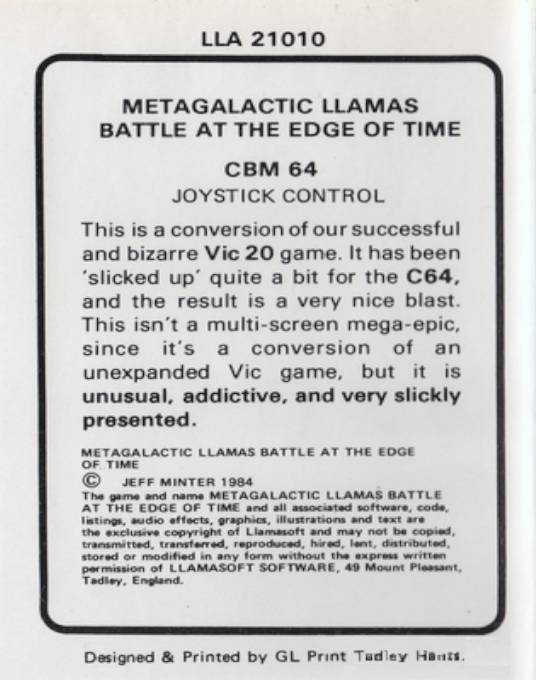 LLA 21010
METAGALACTIC LLAMAS
BATTLE AT THE EDGE OF TIME
CBM 64
JOYSTICK CONTROL
This is a conversion of our successful
and bizarre Vic 20 game. It has been
'slicked up' quite a bit for the C64,
and the result is a very nice blast.
This isn't a multi-screen mega-epic,
since it's a conversion of an
unexpanded Vic game, but it is
unusual, addictive, and very slickly
presented.
METAGALACTIC LLAMAS BATTLE AT THE EDGE
OF TIME
© JEFF MINTER 1984
The game and name METAGALACTIC LLAMAS BATTLE
AT THE EDGE OF TIME and all associated software, code,
listings, audio effects, graphics, illustrations and text are
the exclusive copyright of Llamasoft and may not be copied,
transmitted, transferred, reproduced, hired, lent, distributed,
stored or modified in any form without the express written
permission of LLAMASOFT SOFTWARE, 49 Mount Pleasant,
Tadley, England.
Designed & Printed by GL Print Tadley Hants.